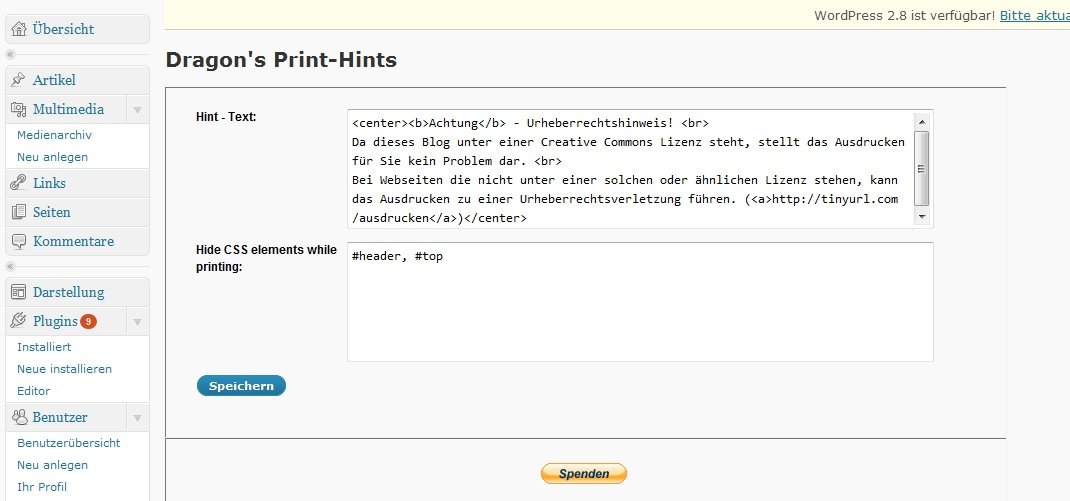 WordPress 2.8 ist verfügbar! Bitte aktua
Übersicht
Artikel
Multimedia
Medienarchiv
Neu anlegen
Links
Seiten
Kommentare
Darstellung
Plugins 9
Installiert
Neue installieren
Editor
Benutzer
Benutzerübersicht
Neu anlegen
Ihr Profil
Dragon's Print-Hints
Hint - Text:
<center><b>Achtung</b> - Urheberrechtshinweis! <br>
Da dieses Blog unter einer Creative Commons Lizenz steht, stellt das Ausdrucken
für Sie kein Problem dar. <br>
Bei Webseiten die nicht unter einer solchen oder ähnlichen Lizenz stehen, kann
das Ausdrucken zu einer Urheberrechtsverletzung führen. (<a>http://tinyurl.com
/ausdrucken</a>)</center>
Hide CSS elements while
printing:
#header, #top
Speichern
Spenden